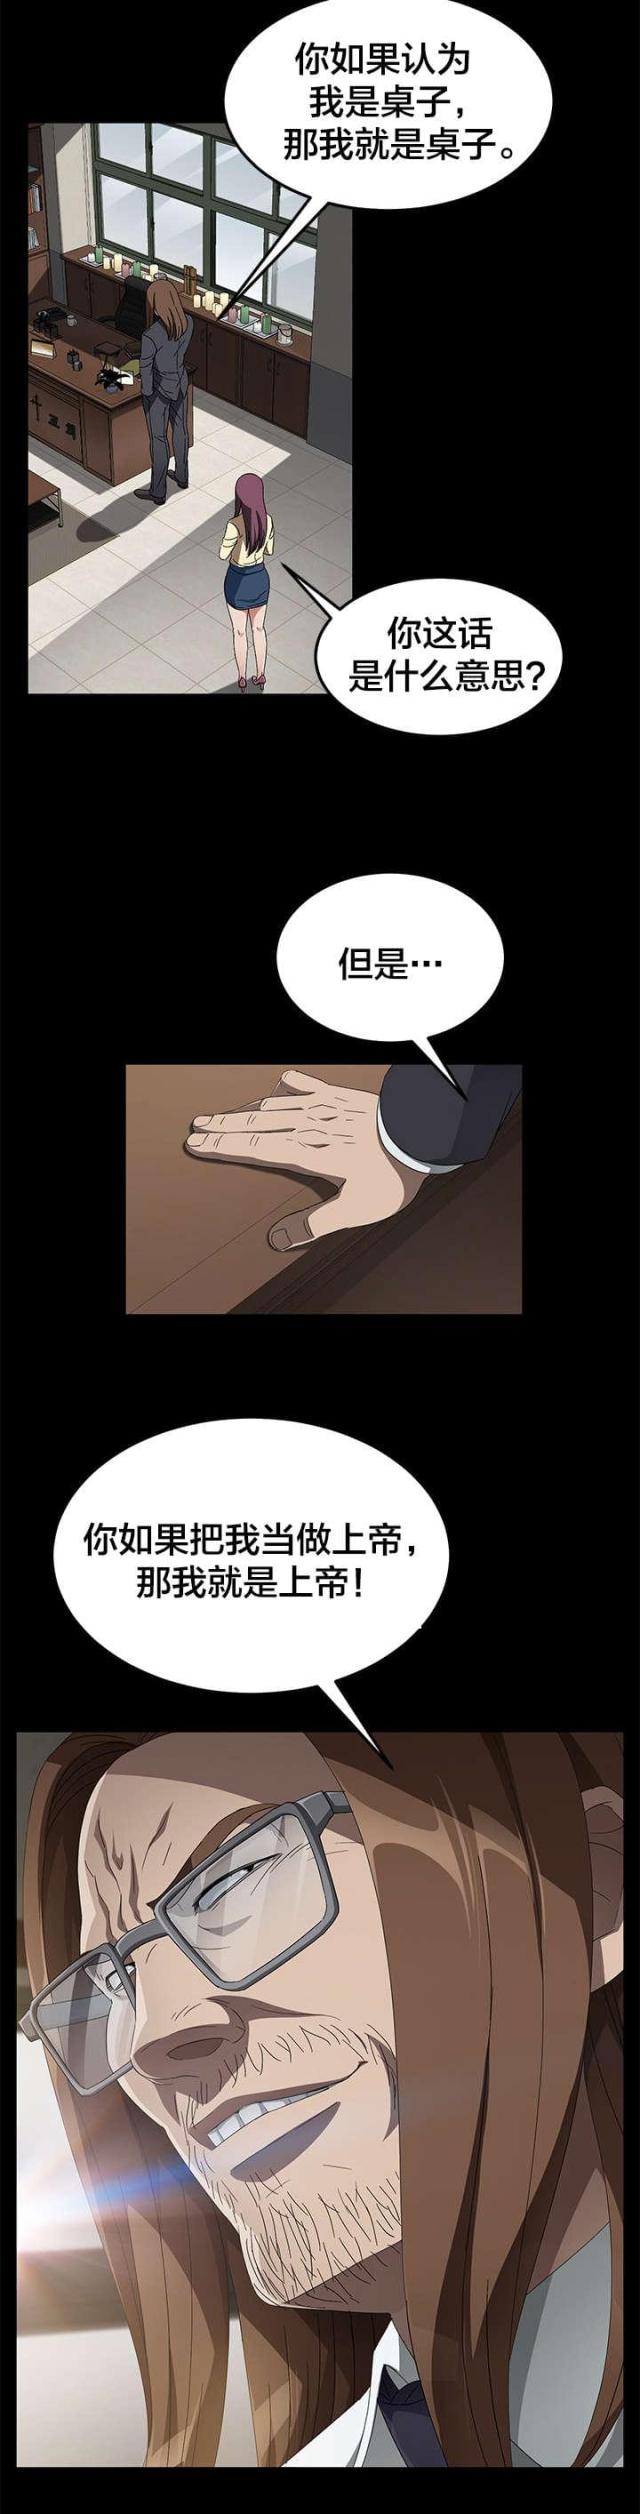 你如果认为
我是桌子，
那我就是桌子。
你这话
是什么意思？
但是…
你如果把我当做上帝，
那我就是上帝！